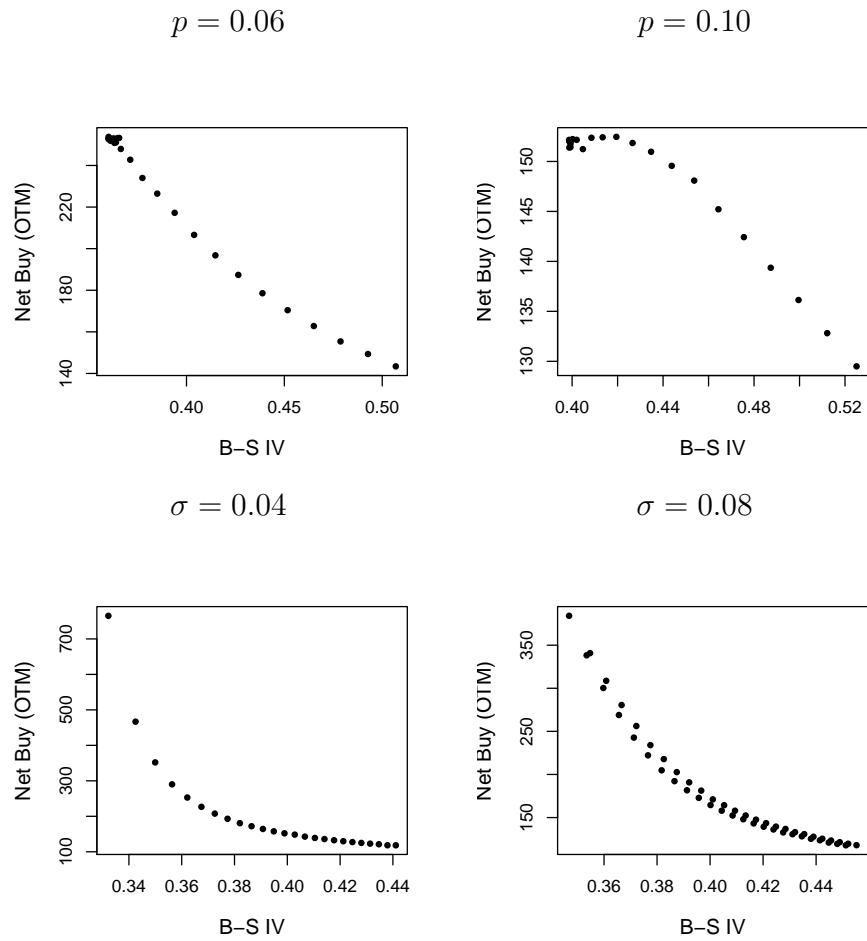 p = 0.06
p = 0.10
Net Buy (OTM)
220
180
140
0.40 0.45 0.50
B−S IV
Net Buy (OTM)
150
145
140
135
130
0.40 0.44 0.48 0.52
B−S IV
σ = 0.04
σ = 0.08
Net Buy (OTM)
700
500
300
100
0.34 0.36 0.38 0.40 0.42 0.44
B−S IV
Net Buy (OTM)
350
250
150
0.36 0.38 0.40 0.42 0.44
B−S IV